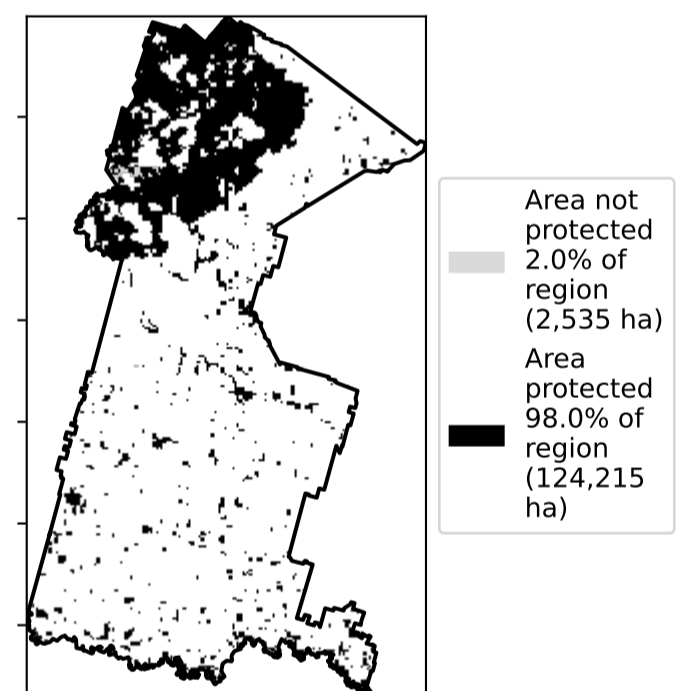 Area not
protected
2.0% of
region
(2,535 ha)
Area
protected
98.0% of
region
(124,215
ha)